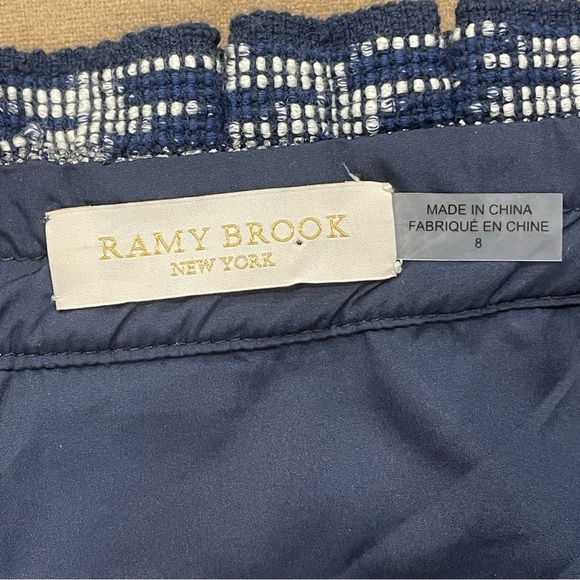 RAMY BROOK
NEW YORK
MADE IN CHINA
FABRIQUÉ EN CHINE
8